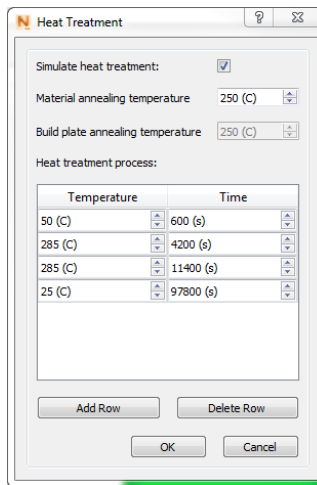 Heat Treatment
Simulate heat treatment:
Material annealing temperature 250 (C)
Build plate annealing temperature 250 (C)
Heat treatment process:
Temperature Time
50 (C) 600 (s)
285 (C) 4200 (s)
285 (C) 11400 (s)
25 (C) 97800 (s)
Add Row Delete Row
OK Cancel